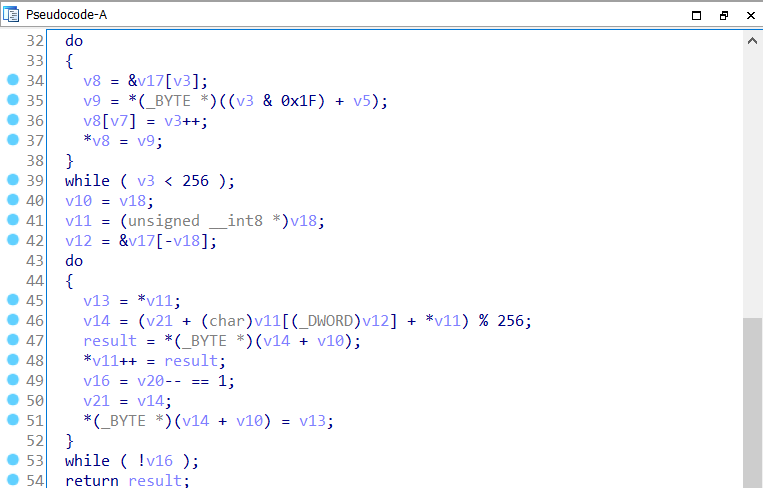 Pseudocode-A
32 do
33 {
34 v8 = &v17[v3];
35 v9 = *(_BYTE *)((v3 & 0x1F) + v5);
36 v8[v7] = v3++;
37 *v8 = v9;
38 }
39 while ( v3 < 256 );
40 v10 = v18;
41 v11 = (unsigned __int8 *)v18;
42 v12 = &v17[-v18];
43 do
44 {
45 v13 = *v11;
46 v14 = (v21 + (char)v11[(_DWORD)v12] + *v11) % 256;
47 result = *(_BYTE *)(v14 + v10);
48 *v11++ = result;
49 v16 = v20-- == 1;
50 v21 = v14;
51 *(_BYTE *)(v14 + v10) = v13;
52 }
53 while ( !v16 );
54 return result;